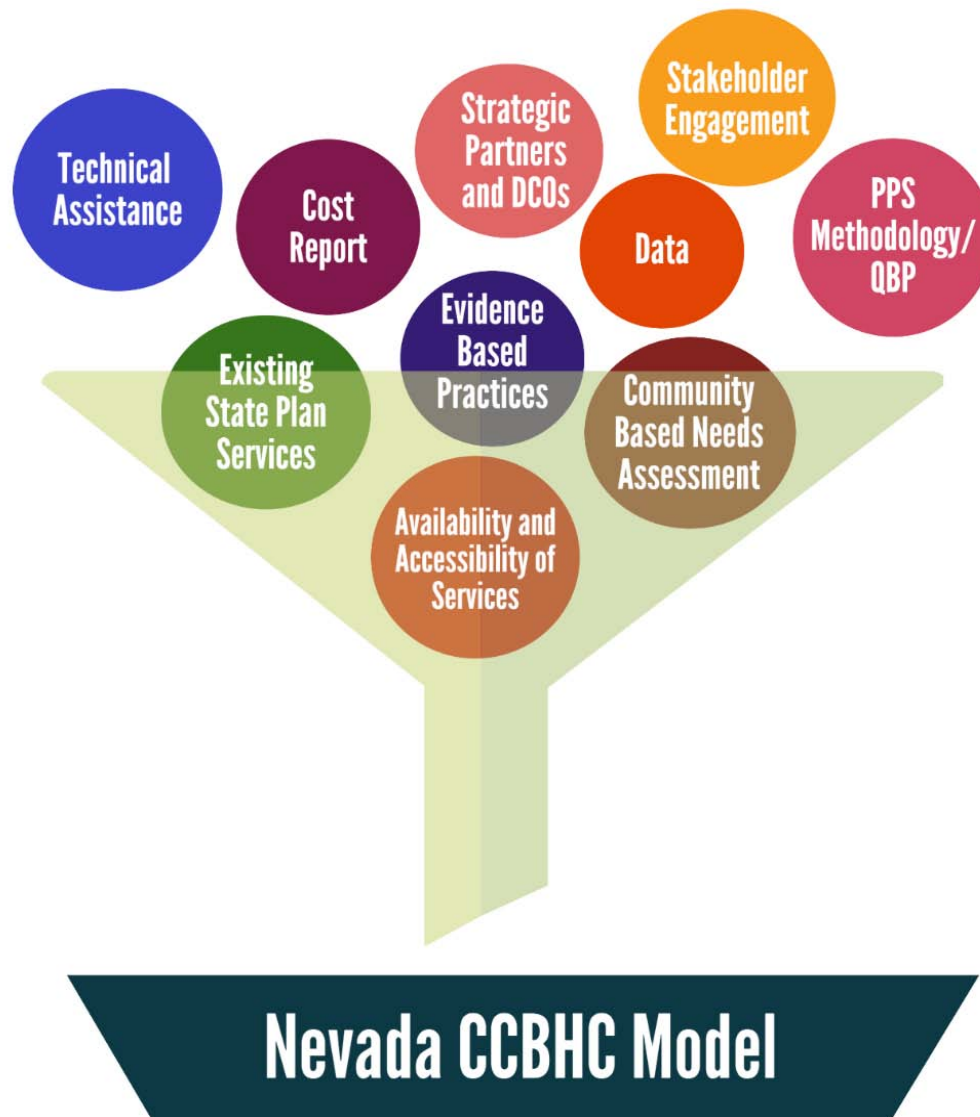 Stakeholder
Engagement
Strategic
Partners
and DCOs
Technical
Assistance
Cost
Report
Data
PPS
Methodology/
QBP
Evidence
Based
Practices
Existing
State Plan
Services
Community
Based Needs
Assessment
Availability and
Accessibility of
Services
Nevada CCBHC Model